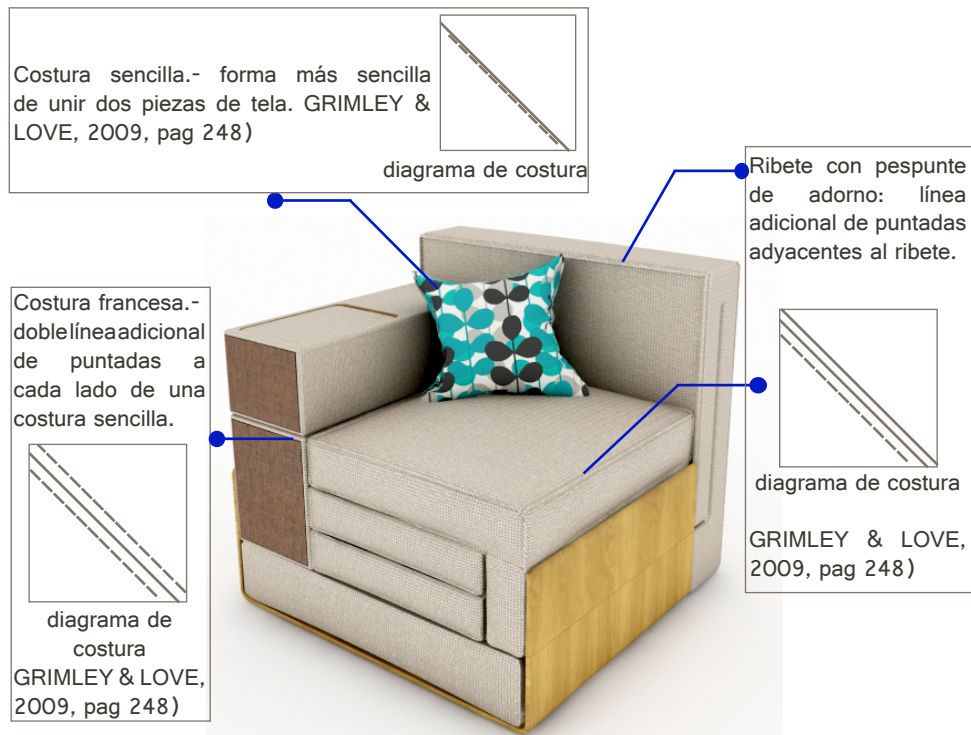 Costura sencilla.- forma más sencilla
de unir dos piezas de tela. GRIMLEY &
LOVE, 2009, pag 248)
diagrama de costura
Ribete con pespunte
de adorno: línea
adicional de puntadas
adyacentes al ribete.
diagrama de costura
GRIMLEY & LOVE,
2009, pag 248)
Costura francesa.-
doble línea adicional
de puntadas a
cada lado de una
costura sencilla.
diagrama de
costura
GRIMLEY & LOVE,
2009, pag 248)